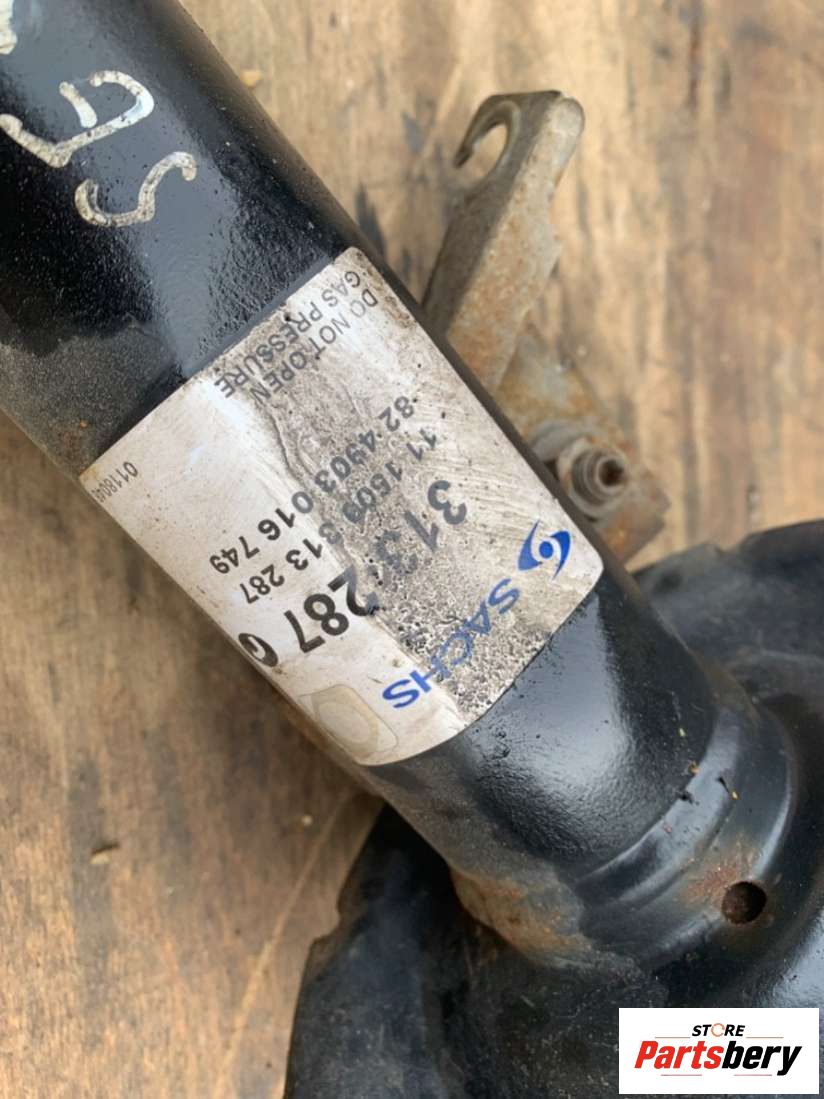 SACHS
313 287
11 1509 313 287
82 4903 016 749
GAS PRESSURE
DO NOT OPEN
STORE
Partsbery